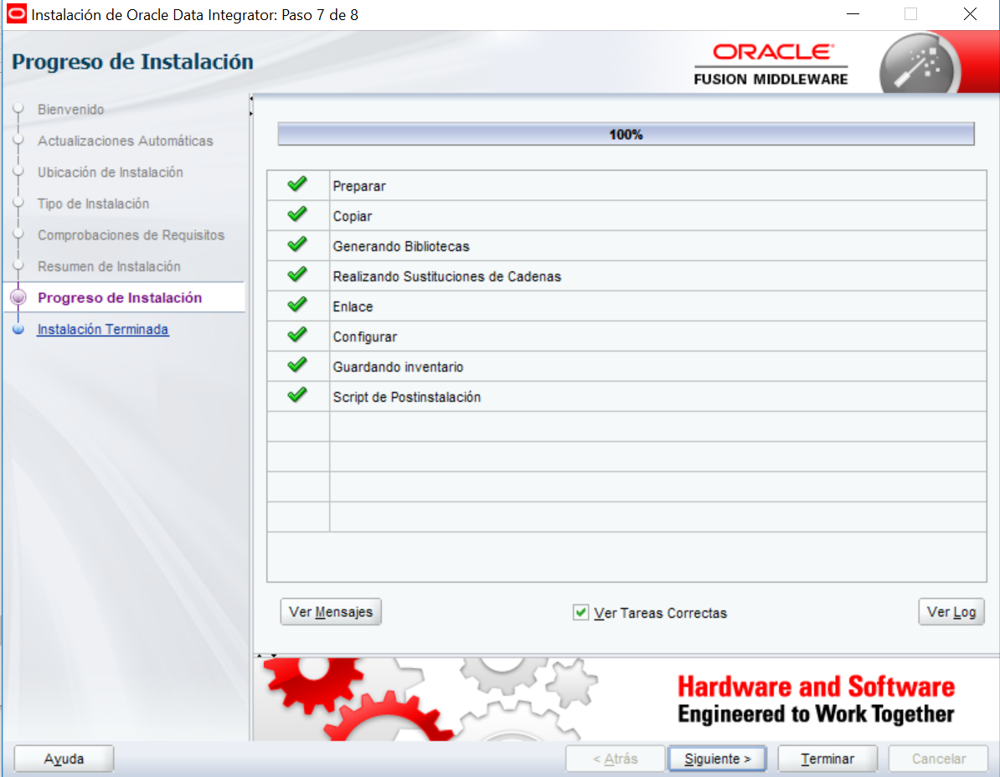 Instalación de Oracle Data Integrator: Paso 7 de 8
Progreso de Instalación
ORACLE
FUSION MIDDLEWARE
Bienvenido
Actualizaciones Automáticas
Ubicación de Instalación
Tipo de Instalación
Comprobaciones de Requisitos
Resumen de Instalación
Progreso de Instalación
Instalación Terminada
100%
Preparar
Copiar
Generando Bibliotecas
Realizando Sustituciones de Cadenas
Enlace
Configurar
Guardando inventario
Script de Postinstalación
Ver Mensajes
Ver Tareas Correctas
Ver Log
Hardware and Software
Engineered to Work Together
Ayuda
< Atrás
Siguiente >
Terminar
Cancelar